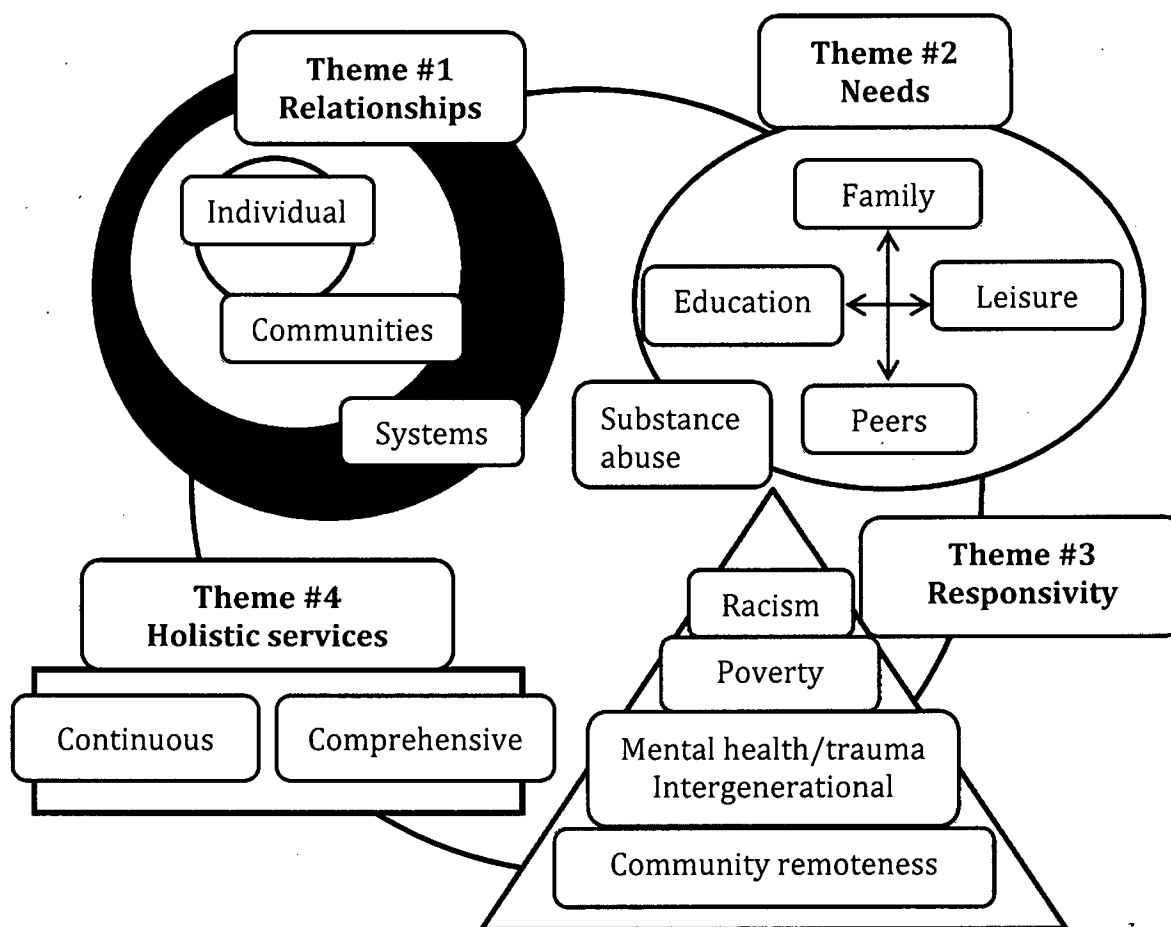 Theme #1
Relationships
Individual
Communities
Systems
Theme #2
Needs
Family
Education
Leisure
Peers
Substance
abuse
Theme #3
Responsivity
Racism
Poverty
Mental health/trauma
Intergenerational
Community remoteness
Theme #4
Holistic services
Continuous
Comprehensive